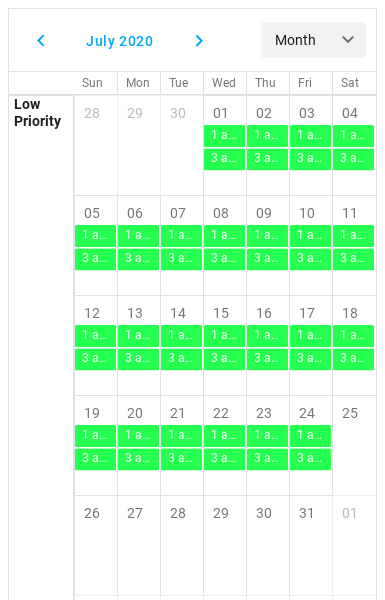 July 2020
Month
Sun Mon Tue Wed Thu Fri Sat
Low
Priority
28 29 30 01 02 03 04
1 a... 1 a... 1 a... 1 a...
3 a... 3 a... 3 a... 3 a...
05 06 07 08 09 10 11
1 a... 1 a... 1 a... 1 a... 1 a... 1 a... 1 a...
3 a... 3 a... 3 a... 3 a... 3 a... 3 a... 3 a...
12 13 14 15 16 17 18
1 a... 1 a... 1 a... 1 a... 1 a... 1 a... 1 a...
3 a... 3 a... 3 a... 3 a... 3 a... 3 a... 3 a...
19 20 21 22 23 24 25
1 a... 1 a... 1 a... 1 a... 1 a... 1 a...
3 a... 3 a... 3 a... 3 a... 3 a... 3 a...
26 27 28 29 30 31 01